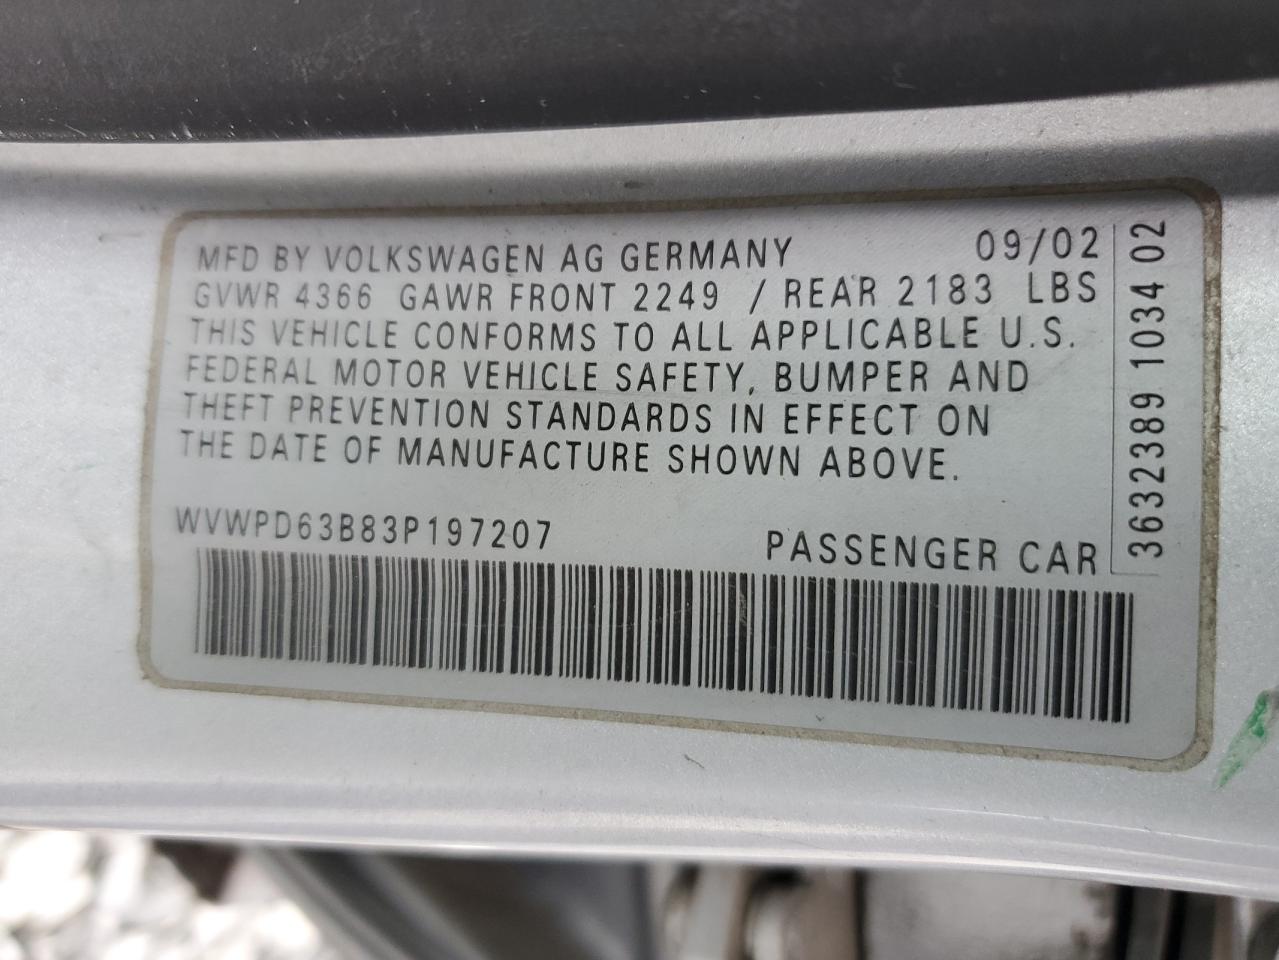 MFD BY VOLKSWAGEN AG GERMANY 09/02
GVWR 4366 GAWR FRONT 2249 / REAR 2183 LBS
THIS VEHICLE CONFORMS TO ALL APPLICABLE U.S.
FEDERAL MOTOR VEHICLE SAFETY, BUMPER AND
THEFT PREVENTION STANDARDS IN EFFECT ON
THE DATE OF MANUFACTURE SHOWN ABOVE.
WVWPD63B83P197207 PASSENGER CAR
3632389 1034 02